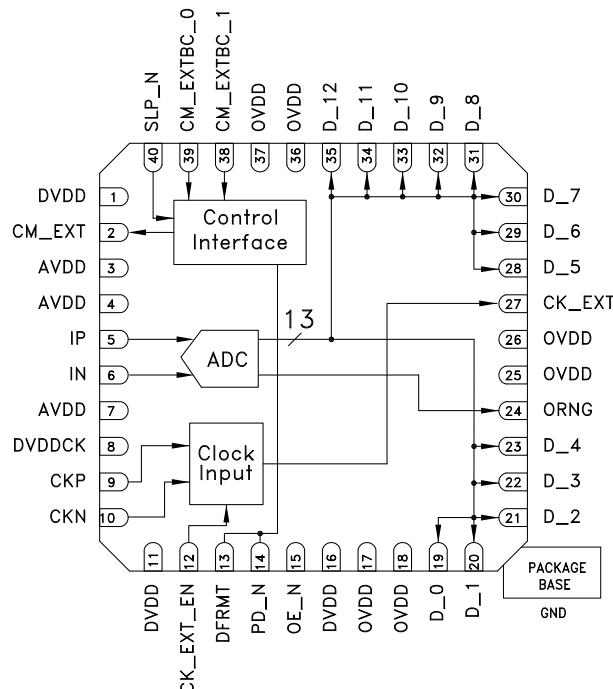 SLP_N
CM_EXTBC_0
CM_EXTBC_1
OVDD
OVDD
D_12
D_11
D_10
D_9
D_8
40
39
38
37
36
35
34
33
32
31
DVDD 1
CM_EXT 2
AVDD 3
AVDD 4
IP 5
IN 6
AVDD 7
DVDDCK 8
CKP 9
CKN 10
Control
Interface
13
ADC
Clock
Input
30 D_7
29 D_6
28 D_5
27 CK_EXT
26 OVDD
25 OVDD
24 ORNG
23 D_4
22 D_3
21 D_2
11
12
13
14
15
16
17
18
19
20
DVDD
CK_EXT_EN
DFRMT
PD_N
OE_N
DVDD
OVDD
OVDD
D_0
D_1
PACKAGE
BASE
GND